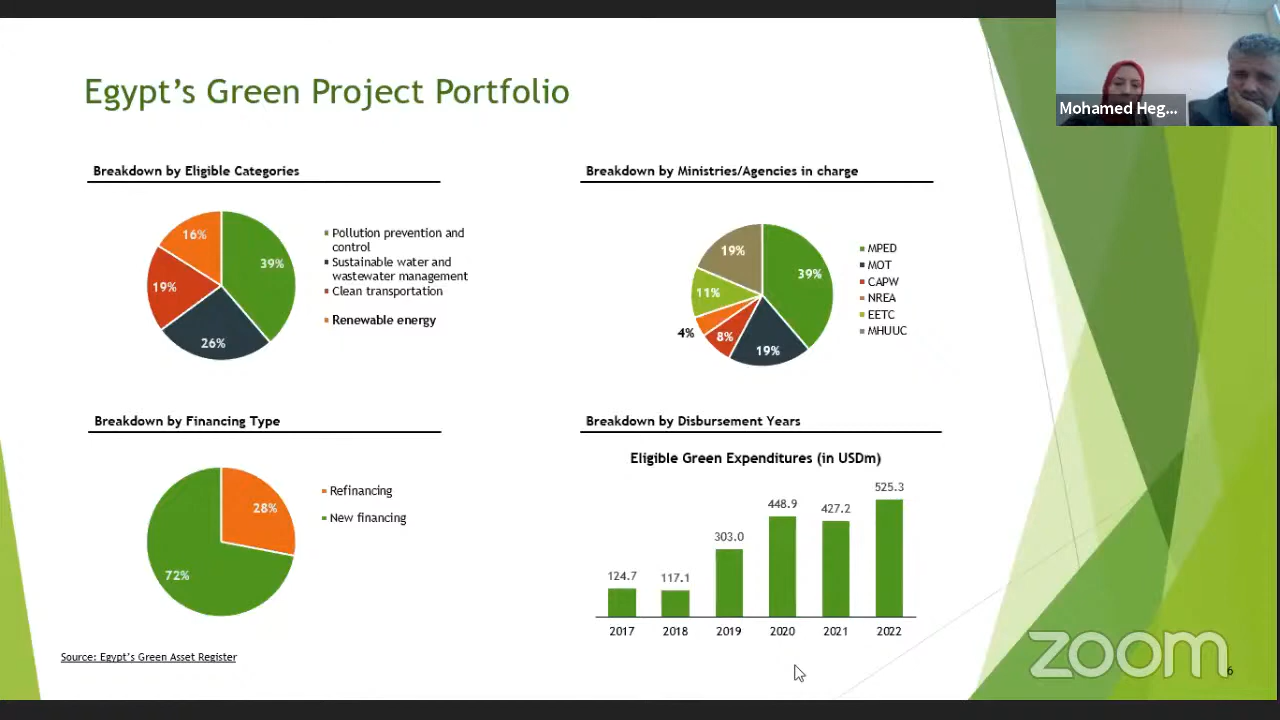 Egypt's Green Project Portfolio
Mohamed Heg...
Breakdown by Eligible Categories
16%
39%
19%
26%
Pollution prevention and
control
Sustainable water and
wastewater management
Clean transportation
Renewable energy
Breakdown by Ministries/Agencies in charge
19%
39%
11%
4%
8%
19%
MPED
MOT
CAPW
NREA
EETC
MHUUC
Breakdown by Financing Type
28%
72%
Refinancing
New financing
Breakdown by Disbursement Years
Eligible Green Expenditures (in USDm)
124.7
117.1
303.0
448.9
427.2
525.3
2017
2018
2019
2020
2021
2022
Source: Egypt's Green Asset Register
zoom
6